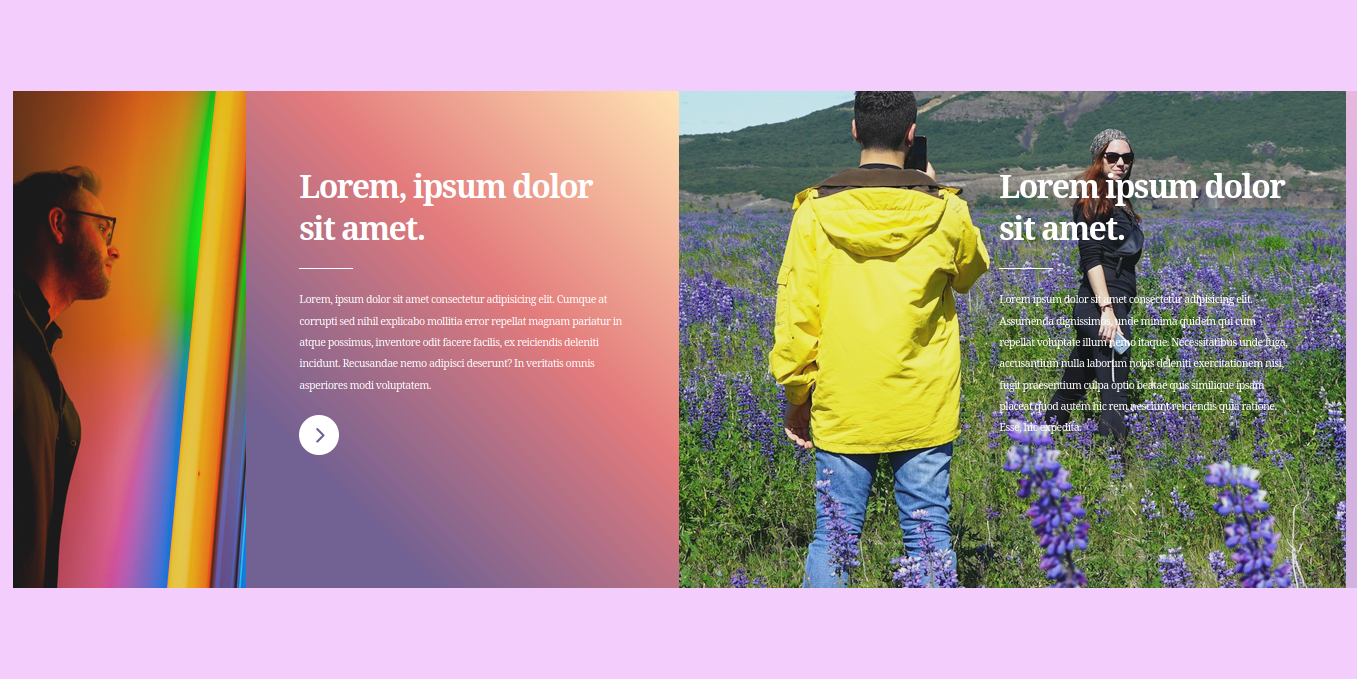 Lorem, ipsum dolor
sit amet.
Lorem, ipsum dolor sit amet consectetur adipisicing elit. Cumque at
corrupti sed nihil explicabo mollitia error repellat magnam pariatur in
atque possimus, inventore odit facere facilis, ex reiciendis deleniti
incidunt. Recusandae nemo adipisci deserunt? In veritatis omnis
asperiores modi voluptatem.
Lorem ipsum dolor
sit amet.
Lorem ipsum dolor sit amet consectetur adipisicing elit.
Assumenda dignissimos, unde minima quidem qui cum
repellat voluptate illum nemo itaque. Necessitatibus unde fuga,
accusantium nulla laborum nobis deleniti exercitationem nisi,
fugit praesentium culpa optio beatae quis similique ipsam
placeat quod autem hic rem nesciunt reiciendis quia ratione.
Esse, hic expedita.